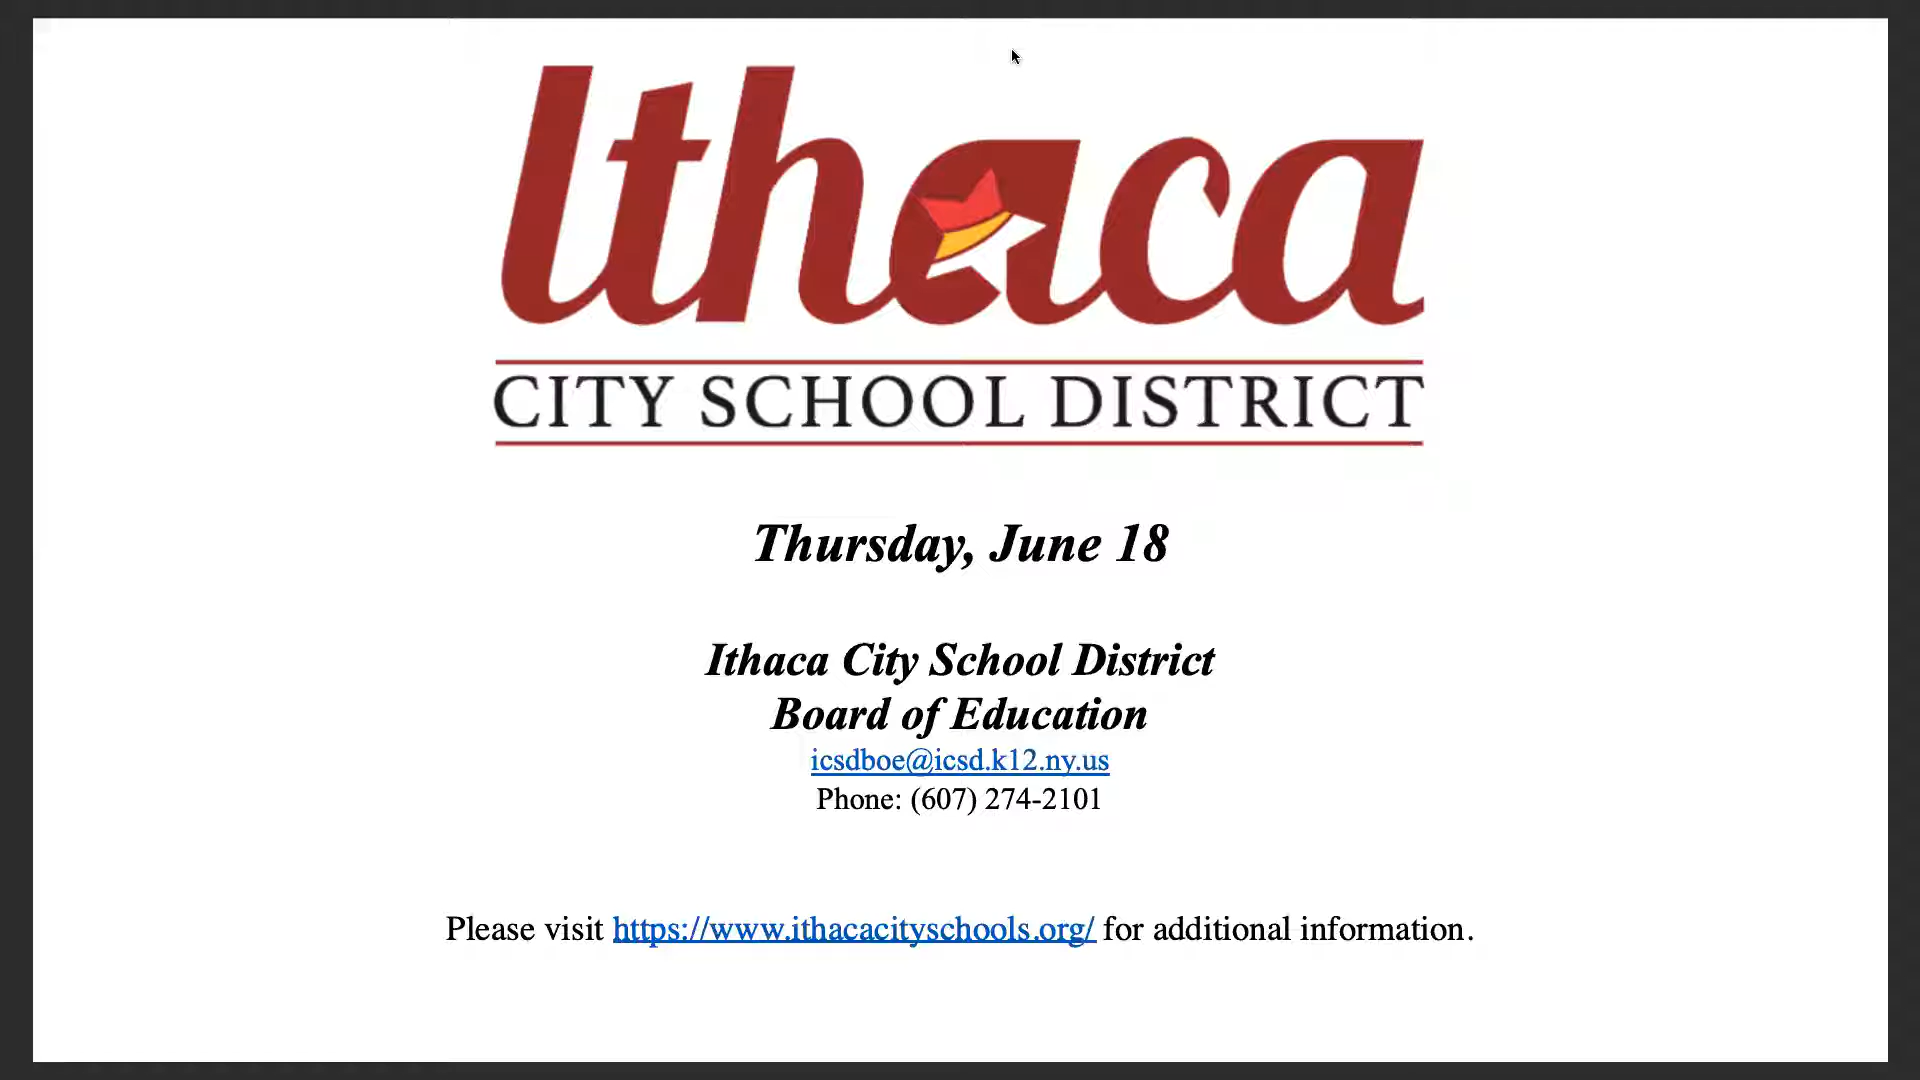 Ithaca
CITY SCHOOL DISTRICT
Thursday, June 18
Ithaca City School District
Board of Education
icsdboe@icsd.k12.ny.us
Phone: (607) 274-2101
Please visit https://www.ithacacityschools.org/ for additional information.